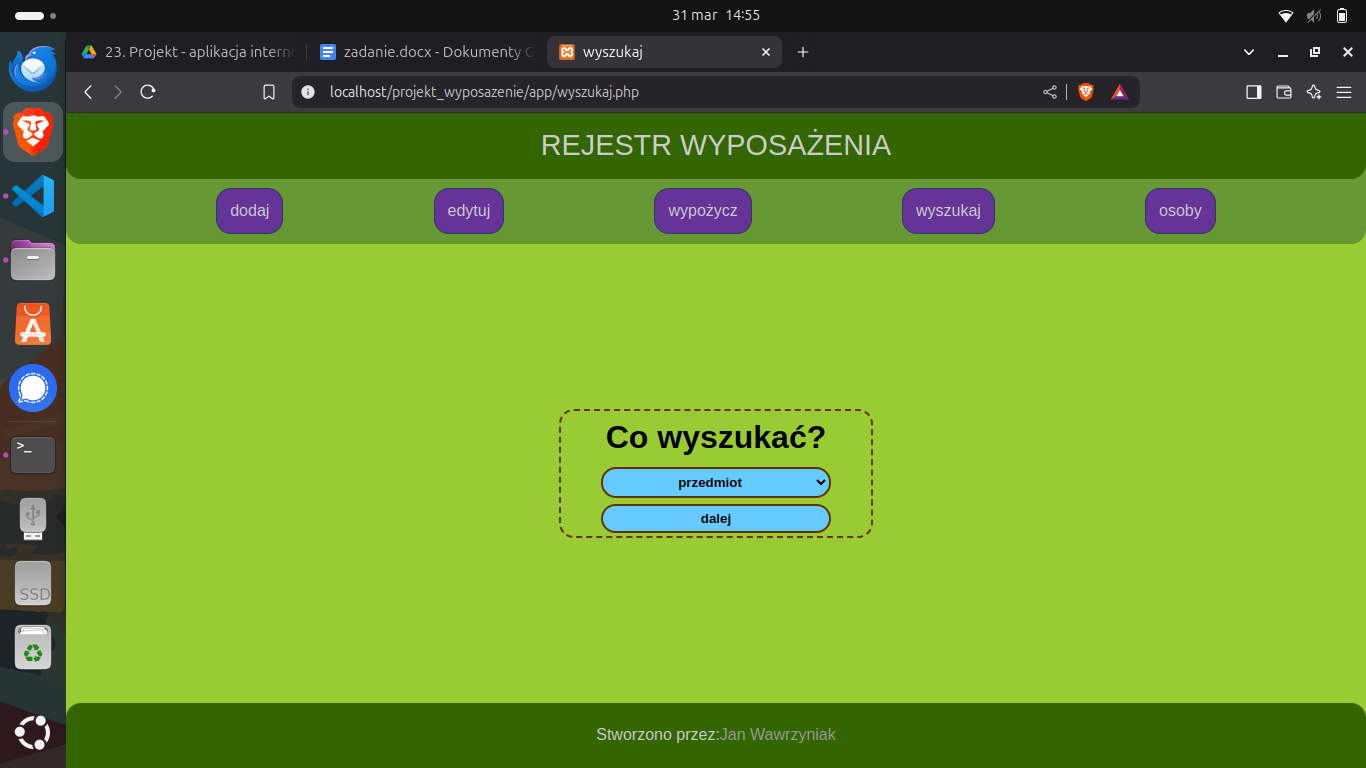 31 mar 14:55
23. Projekt - aplikacja intern
zadanie.docx - Dokumenty G
wyszukaj
localhost/projekt_wyposazenie/app/wyszukaj.php
REJESTR WYPOSAŻENIA
dodaj
edytuj
wypożycz
wyszukaj
osoby
Co wyszukać?
przedmiot
dalej
Stworzono przez:Jan Wawrzyniak
>_
SSD